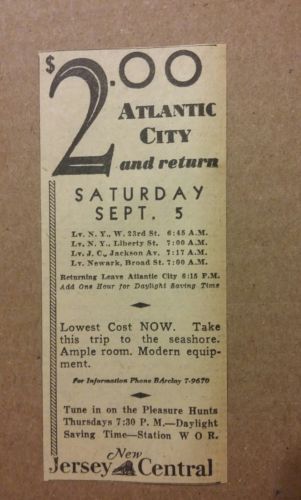 $2.00
ATLANTIC
CITY
and return
SATURDAY
SEPT. 5
Lv. N. Y., W. 23rd St. 6:45 A.M.
Lv. N. Y., Liberty St. 7:00 A.M.
Lv. J. C., Jackson Av. 7:17 A.M.
Lv. Newark, Broad St. 7:00 A.M.
Returning Leave Atlantic City 6:15 P.M.
Add One Hour for Daylight Saving Time
Lowest Cost NOW. Take
this trip to the seashore.
Ample room. Modern equip-
ment.
For Information Phone BArclay 7-9670
Tune in on the Pleasure Hunts
Thursdays 7:30 P. M.—Daylight
Saving Time—Station W O R.
New
Jersey Central